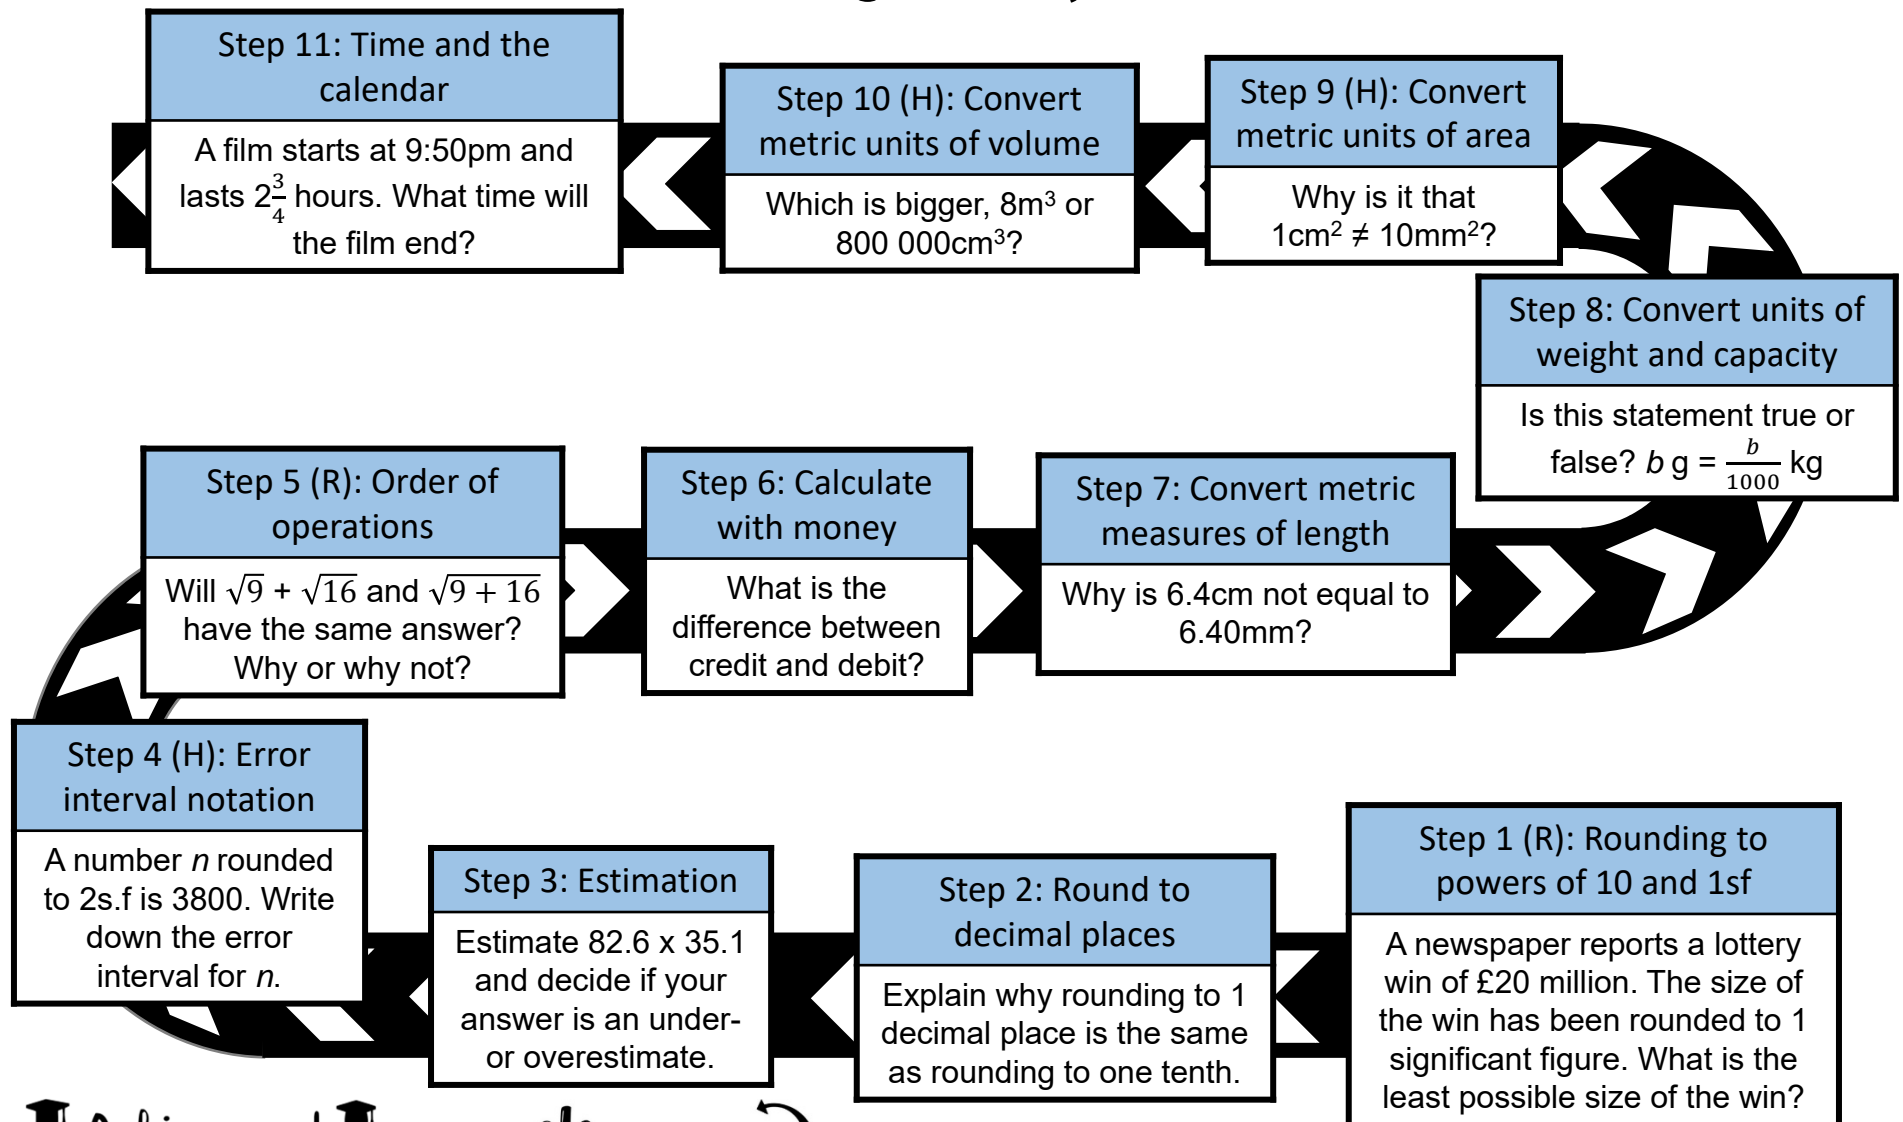 Step 11: Time and the
calendar
A film starts at 9:50pm and
lasts 2 3/4 hours. What time will
the film end?
Step 10 (H): Convert
metric units of volume
Which is bigger, 8m³ or
800 000cm³?
Step 9 (H): Convert
metric units of area
Why is it that
1cm² ≠ 10mm²?
Step 8: Convert units of
weight and capacity
Is this statement true or
false? b g = b/1000 kg
Step 5 (R): Order of
operations
Will √9 + √16 and √(9 + 16)
have the same answer?
Why or why not?
Step 6: Calculate
with money
What is the
difference between
credit and debit?
Step 7: Convert metric
measures of length
Why is 6.4cm not equal to
6.40mm?
Step 4 (H): Error
interval notation
A number n rounded
to 2s.f is 3800. Write
down the error
interval for n.
Step 3: Estimation
Estimate 82.6 x 35.1
and decide if your
answer is an under-
or overestimate.
Step 2: Round to
decimal places
Explain why rounding to 1
decimal place is the same
as rounding to one tenth.
Step 1 (R): Rounding to
powers of 10 and 1sf
A newspaper reports a lottery
win of £20 million. The size of
the win has been rounded to 1
significant figure. What is the
least possible size of the win?